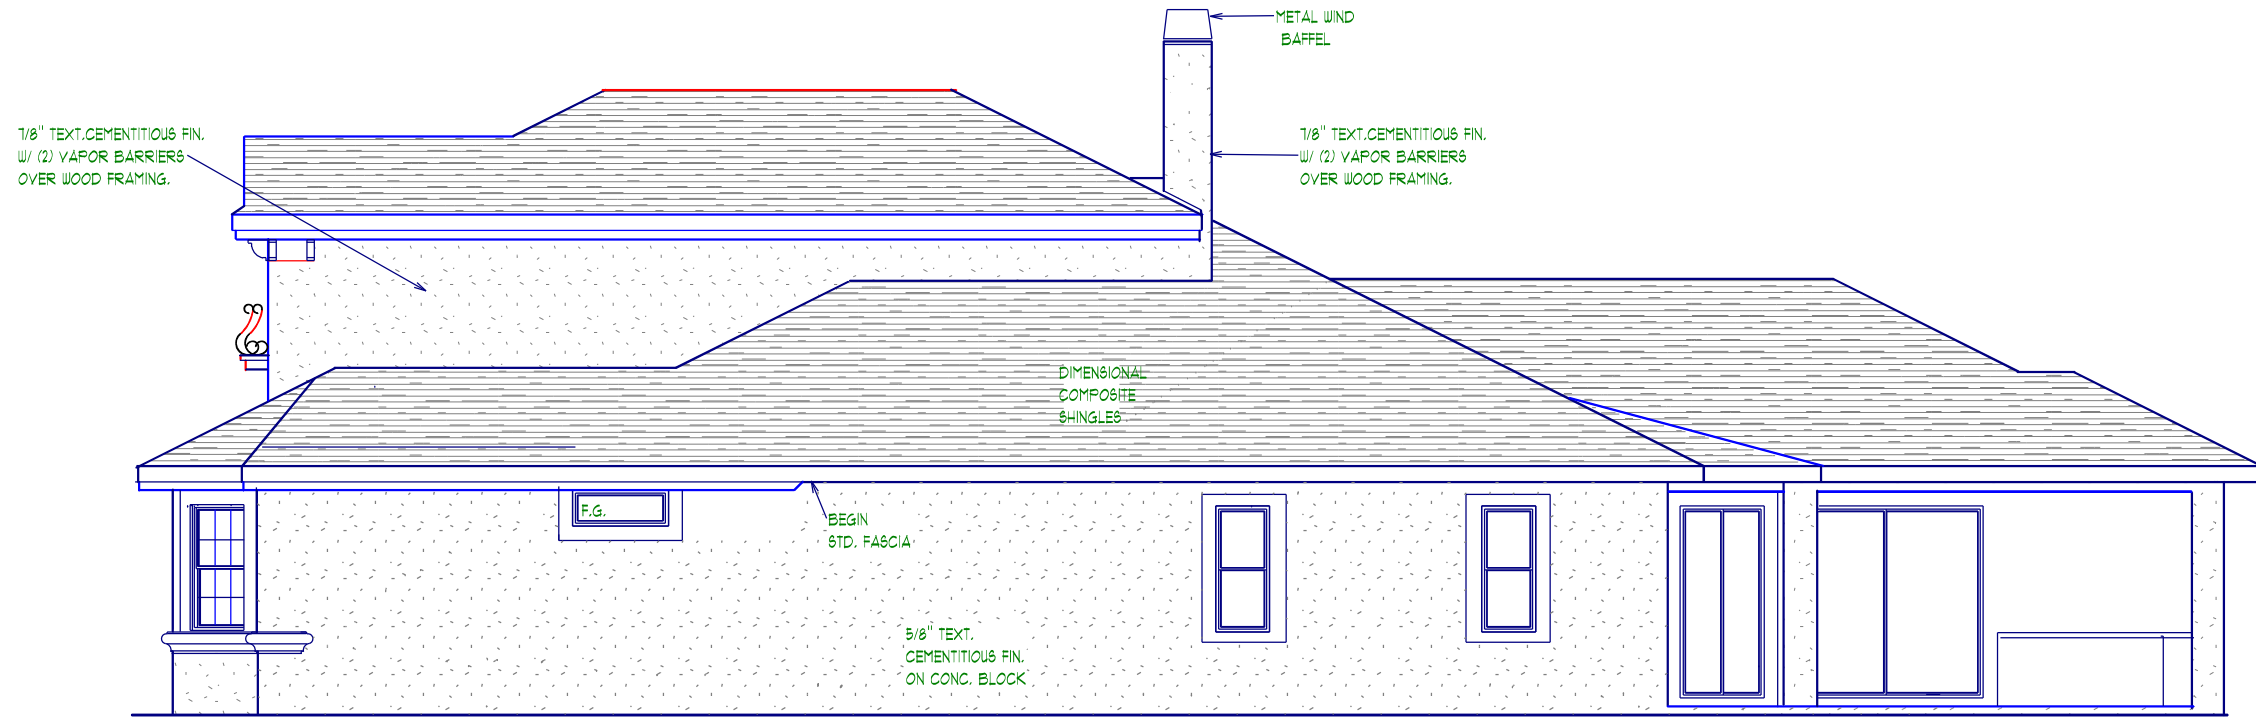 METAL WIND
BAFFEL
7/8" TEXT.CEMENTITIOUS FIN.
W/ (2) VAPOR BARRIERS
OVER WOOD FRAMING.
7/8" TEXT.CEMENTITIOUS FIN.
W/ (2) VAPOR BARRIERS
OVER WOOD FRAMING.
DIMENSIONAL
COMPOSITE
SHINGLES
F.G.
BEGIN
STD. FASCIA
5/8" TEXT.
CEMENTITIOUS FIN.
ON CONC. BLOCK